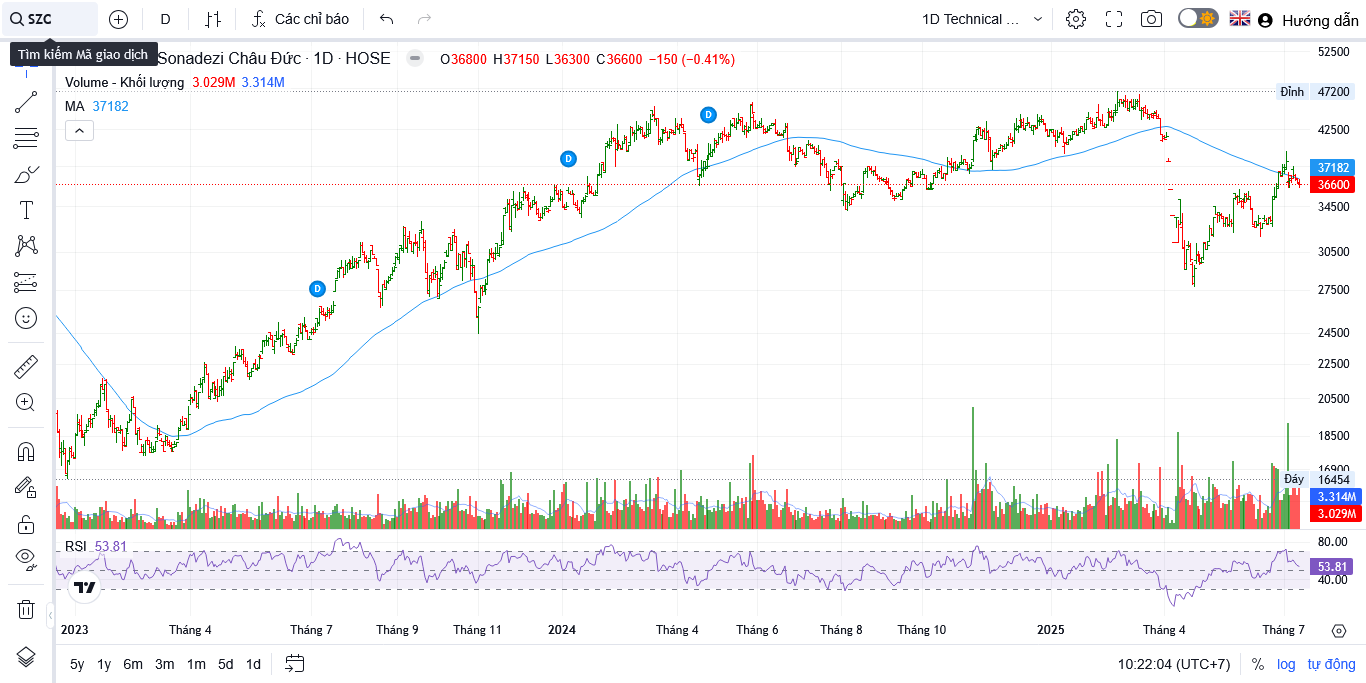 SZC
D
Các chỉ báo
1D Technical ...
Hướng dẫn
Tìm kiếm Mã giao dịch
Sonadezi Châu Đức · 1D · HOSE
O36800 H37150 L36300 C36600 −150 (−0.41%)
Volume - Khối lượng 3.029M 3.314M
MA 37182
52500
Đỉnh 47200
42500
37182
36600
34500
30500
27500
24500
22500
20500
18500
16900
Đáy 16454
3.314M
3.029M
D
D
D
RSI 53.81
80.00
53.81
40.00
2023 Tháng 4 Tháng 7 Tháng 9 Tháng 11 2024 Tháng 4 Tháng 6 Tháng 8 Tháng 10 2025 Tháng 4 Tháng 7
5y 1y 6m 3m 1m 5d 1d
10:22:04 (UTC+7) % log tự động